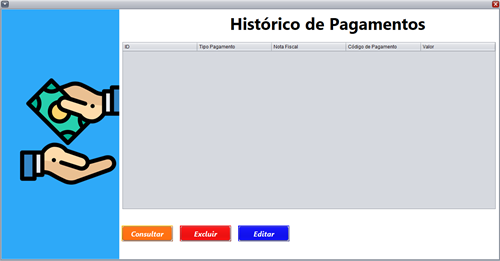 Histórico de Pagamentos
ID Tipo Pagamento Nota Fiscal Código de Pagamento Valor
Consultar Excluir Editar